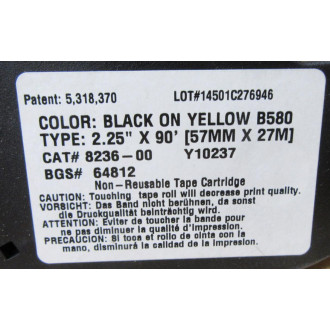 Patent: 5,318,370 LOT#14501C276946
COLOR: BLACK ON YELLOW B580
TYPE: 2.25" X 90' [57MM X 27M]
CAT# 8236-00 Y10237
BGS# 64812
Non-Reusable Tape Cartridge
CAUTION: Touching tape roll will decrease print quality.
VORSICHT: Das Band nicht berühnen, da sonst
die Druckqualität beinträchtig wird.
ATTENTION: Eviter de toucher la bande pour
ne pas diminuer la qualité d'impression.
PRECAUCION: Si toca el rollo de cinta con la
mano, disminuirá la calidad de la impresion.